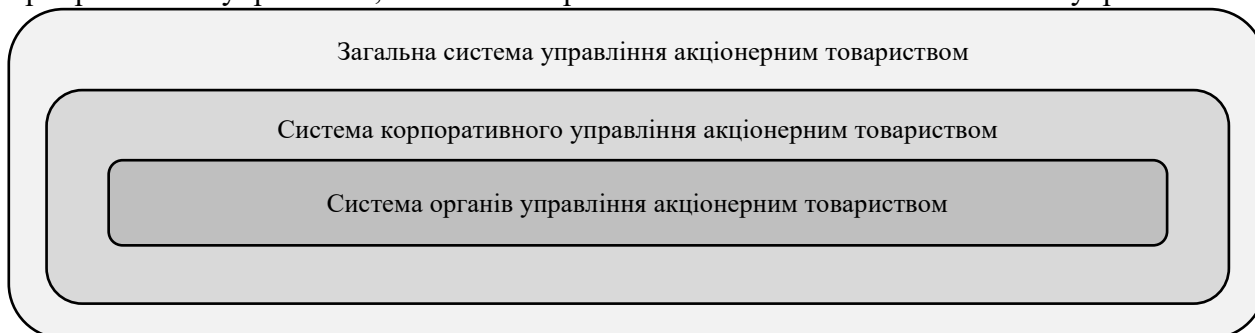 Загальна система управління акціонерним товариством
Система корпоративного управління акціонерним товариством
Система органів управління акціонерним товариством